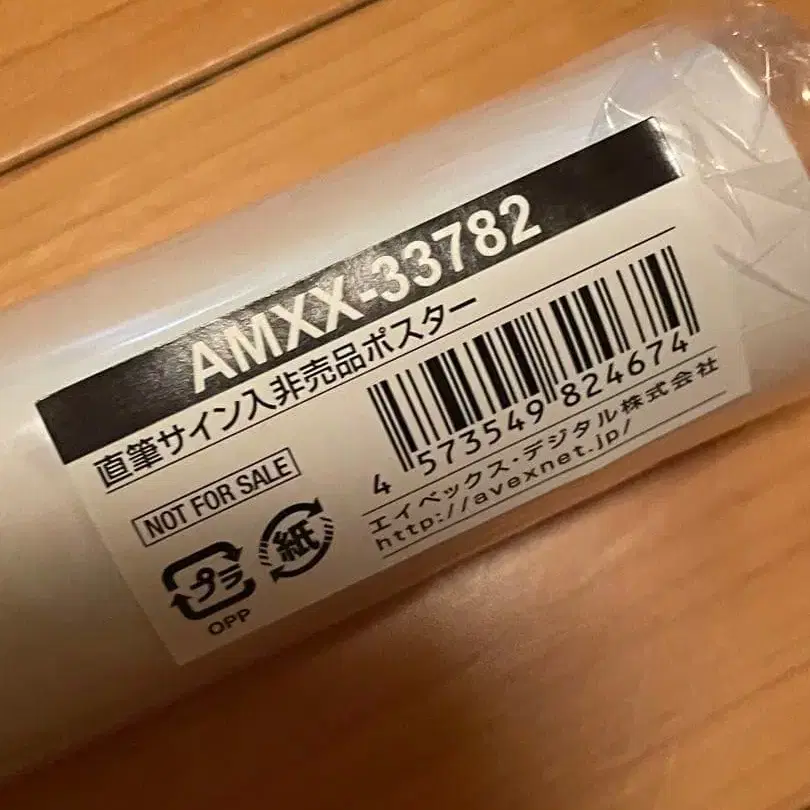 AMXX-33782
直筆サイン入非売品ポスター
4 573549 824674
NOT FOR SALE
エイベックス・デジタル株式会社
http://avexnet.jp/
プラ 紙
OPP